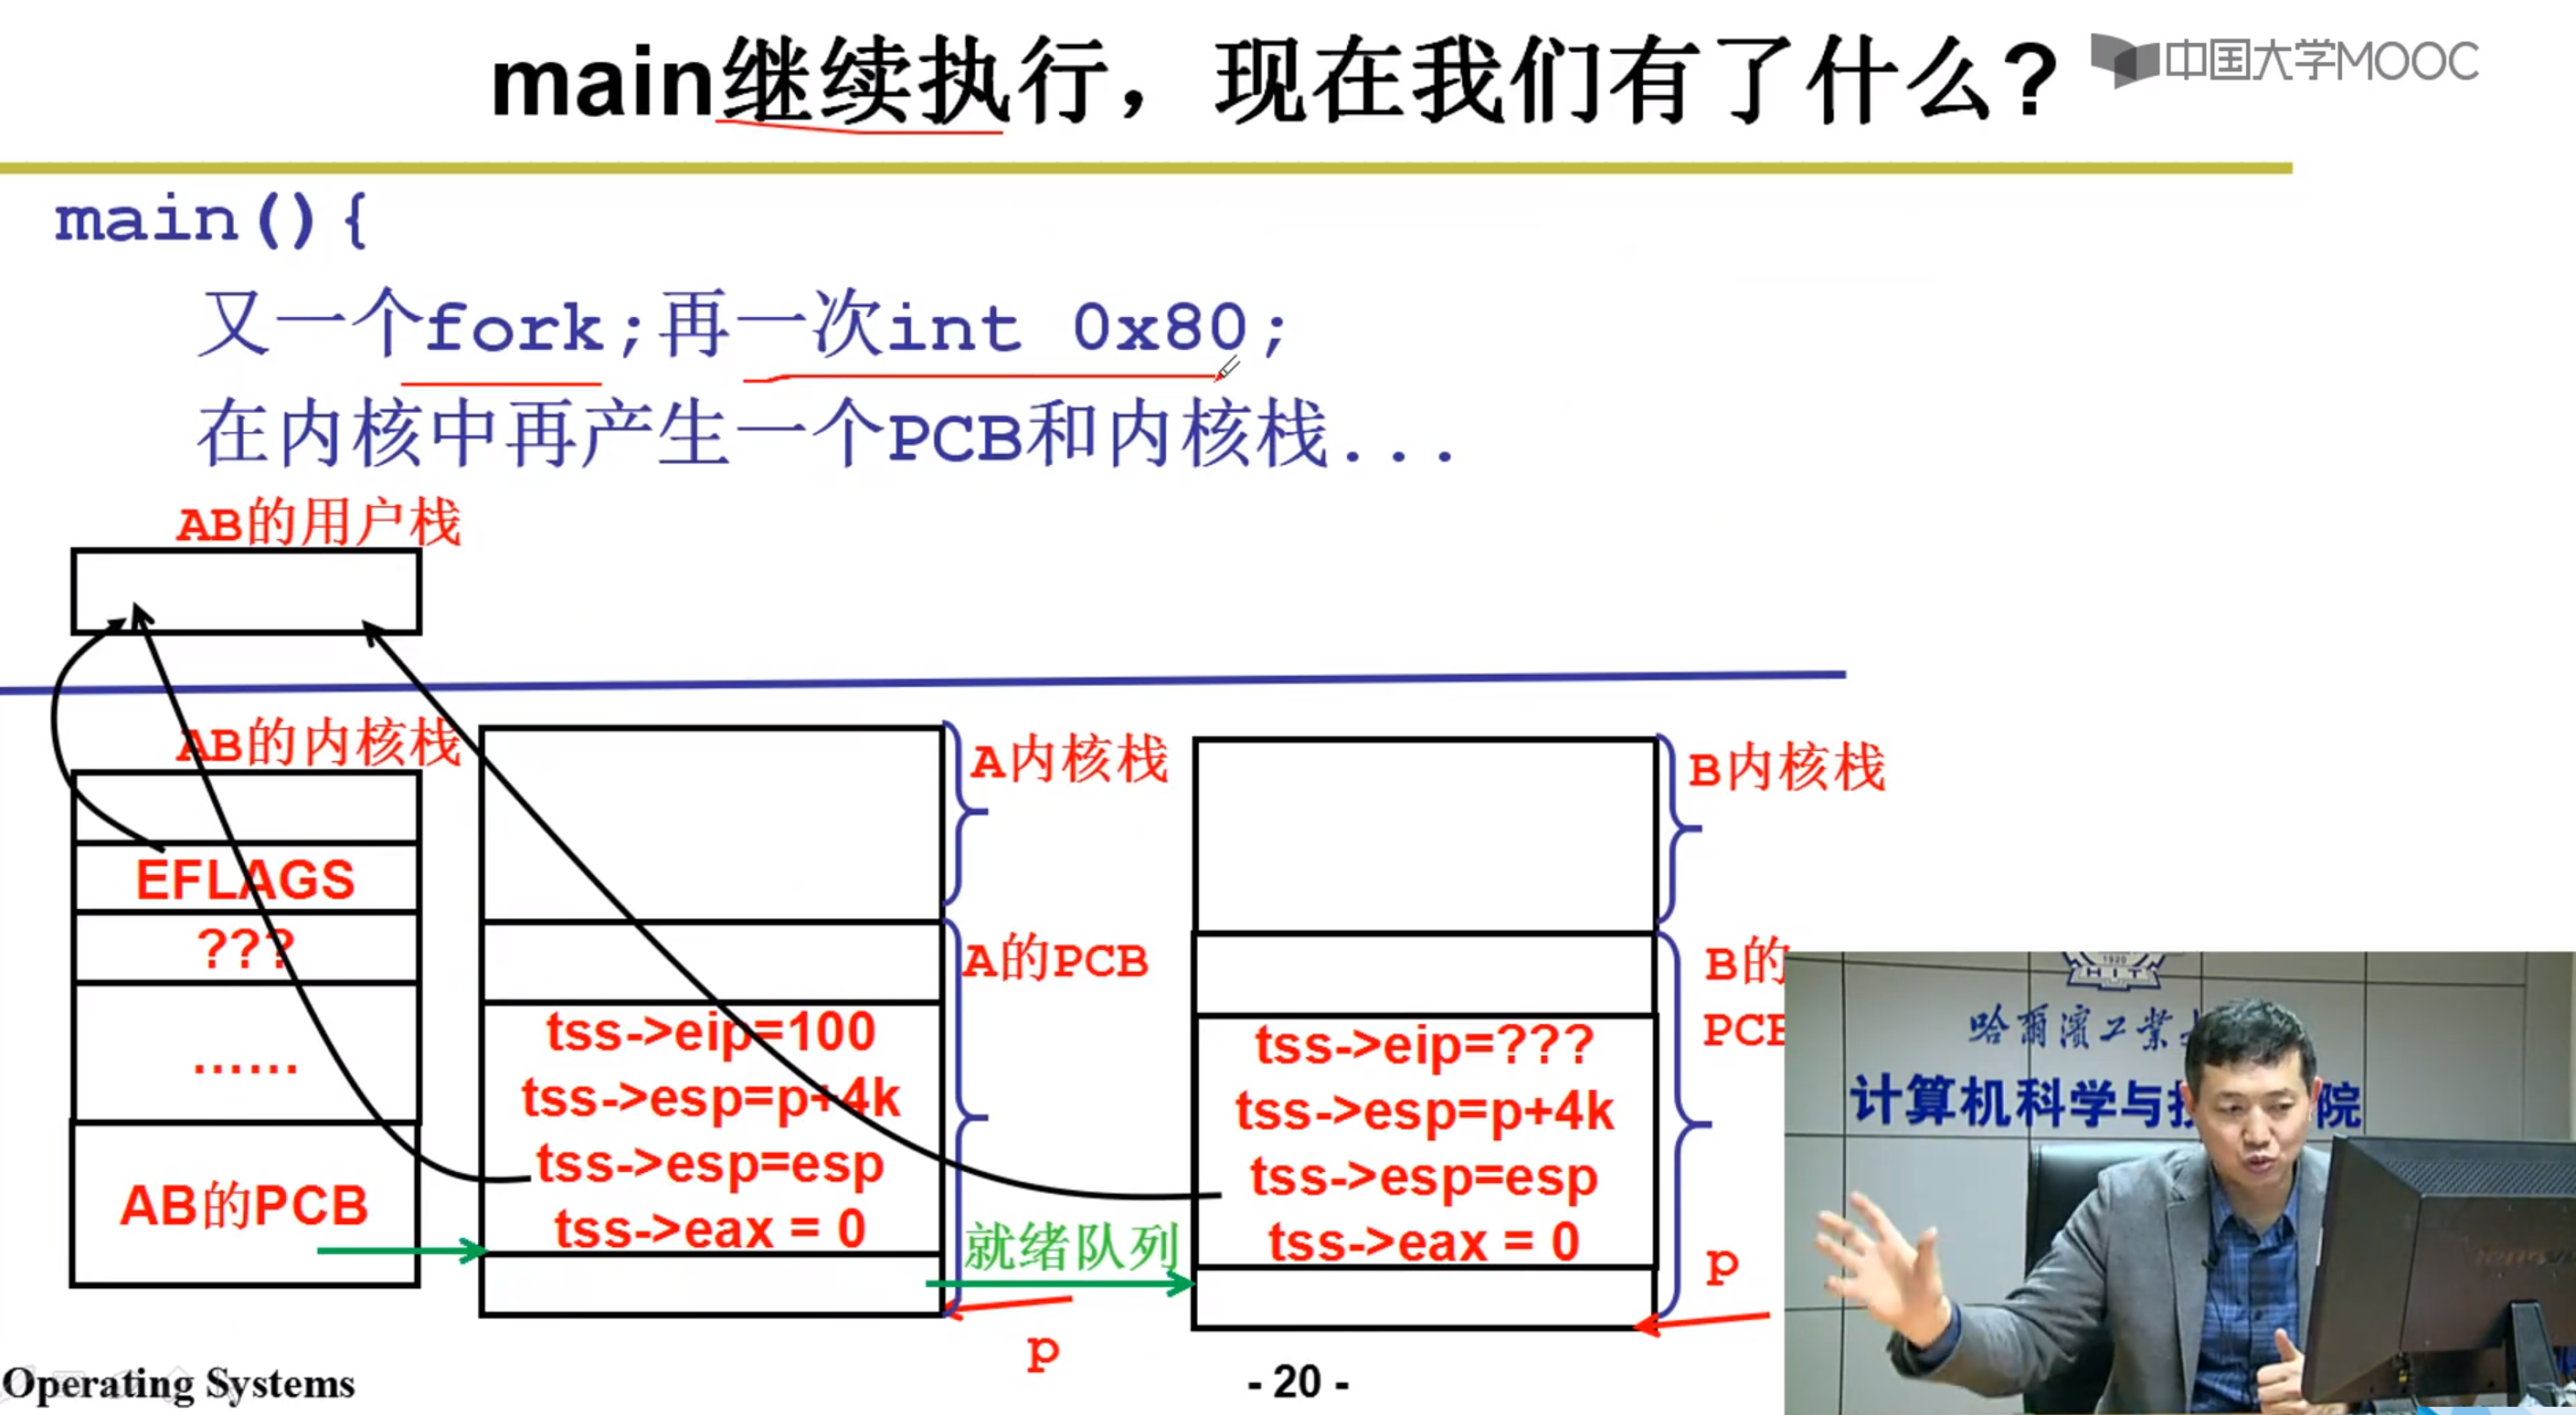 main继续执行，现在我们有了什么?
中国大学MOOC
main(){
又一个fork;再一次int 0x80;
在内核中再产生一个PCB和内核栈...
AB的用户栈
AB的内核栈
EFLAGS
???
......
AB的PCB
A内核栈
A的PCB
tss->eip=100
tss->esp=p+4k
tss->esp=esp
tss->eax = 0
就绪队列
p
B内核栈
B的
tss->eip=???
tss->esp=p+4k
tss->esp=esp
tss->eax = 0
p
1920
HIT
哈尔滨工业
计算机科学与技 院
Operating Systems
- 20 -